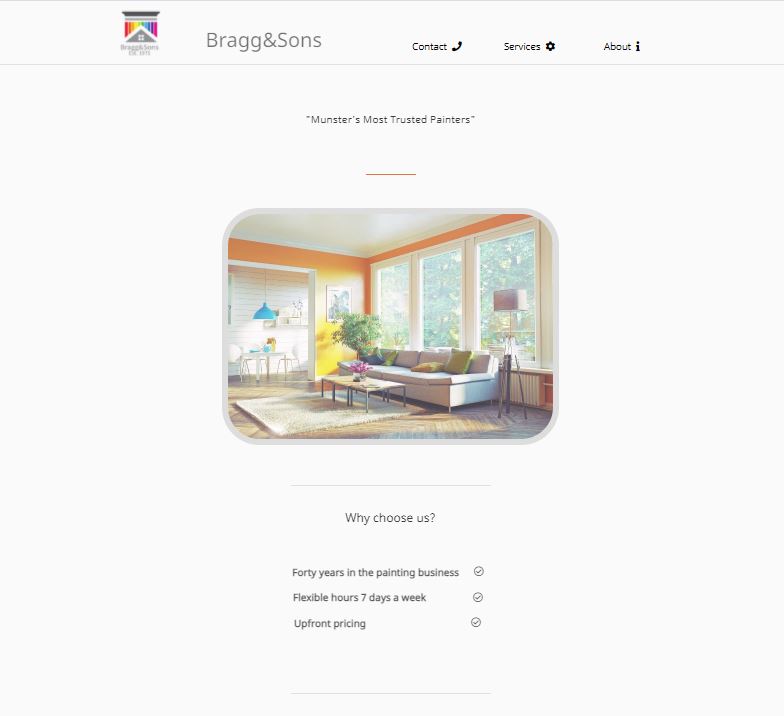 Bragg&Sons
EST. 1973
Bragg&Sons
Contact
Services
About
"Munster's Most Trusted Painters"
Why choose us?
Forty years in the painting business
Flexible hours 7 days a week
Upfront pricing